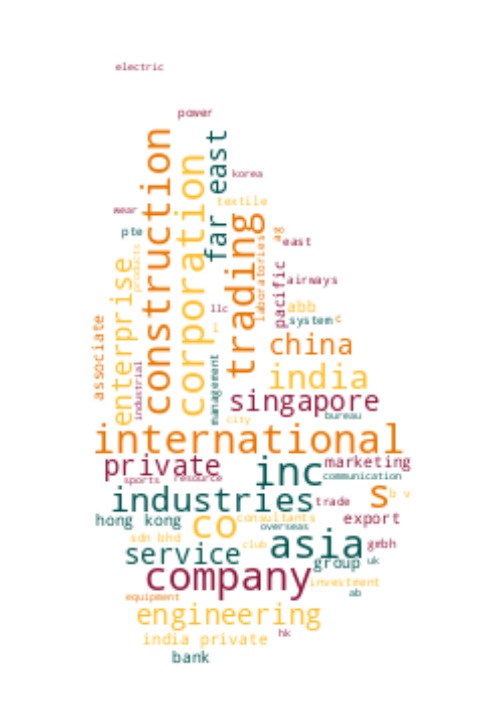 electric
power
construction
corporation
far east
korea
textile
wear
trading
ag
pte
east
laboratories
products
enterprise
pacific
airways
llc
abb
system
c
l
associate
china
management
industrial
india
singapore
bureau
city
international
private
inc
marketing
sports
resource
communication
industries
trade
s
b v
hong kong
co
consultants
export
overseas
sdn bhd
club
asia
gmbh
service
group
uk
company
investment
equipment
ab
engineering
hk
india private
bank